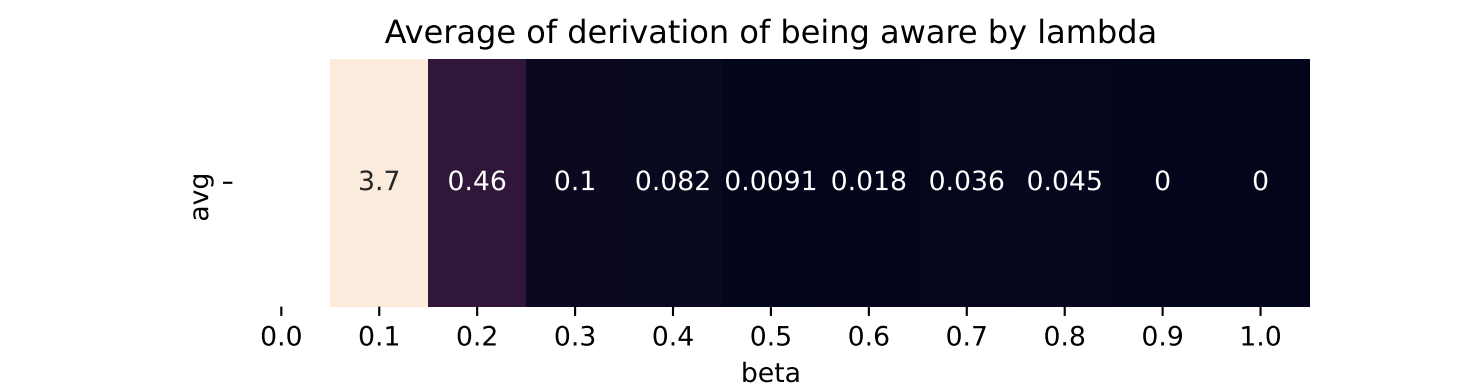 Average of derivation of being aware by lambda
avg
3.7 0.46 0.1 0.082 0.0091 0.018 0.036 0.045 0 0
0.0 0.1 0.2 0.3 0.4 0.5 0.6 0.7 0.8 0.9 1.0
beta